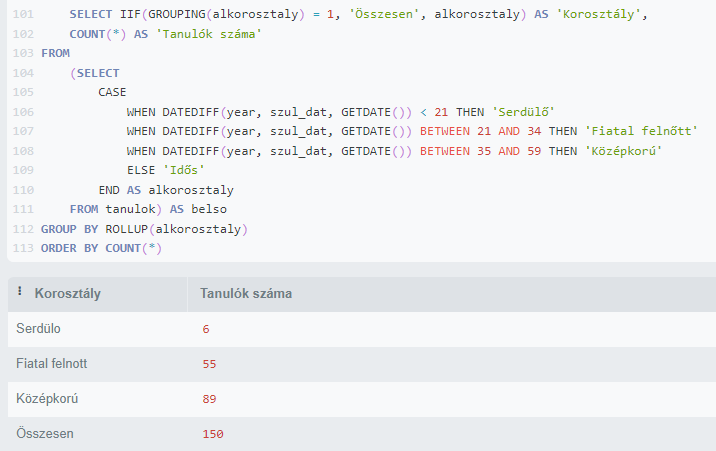 101 SELECT IIF(GROUPING(alkorosztaly) = 1, 'Összesen', alkorosztaly) AS 'Korosztály',
102 COUNT(*) AS 'Tanulók száma'
103 FROM
104 (SELECT
105 CASE
106 WHEN DATEDIFF(year, szul_dat, GETDATE()) < 21 THEN 'Serdülő'
107 WHEN DATEDIFF(year, szul_dat, GETDATE()) BETWEEN 21 AND 34 THEN 'Fiatal felnőtt'
108 WHEN DATEDIFF(year, szul_dat, GETDATE()) BETWEEN 35 AND 59 THEN 'Középkorú'
109 ELSE 'Idős'
110 END AS alkorosztaly
111 FROM tanulok) AS belso
112 GROUP BY ROLLUP(alkorosztaly)
113 ORDER BY COUNT(*)
Korosztály Tanulók száma
Serdülo 6
Fiatal felnott 55
Középkorú 89
Összesen 150